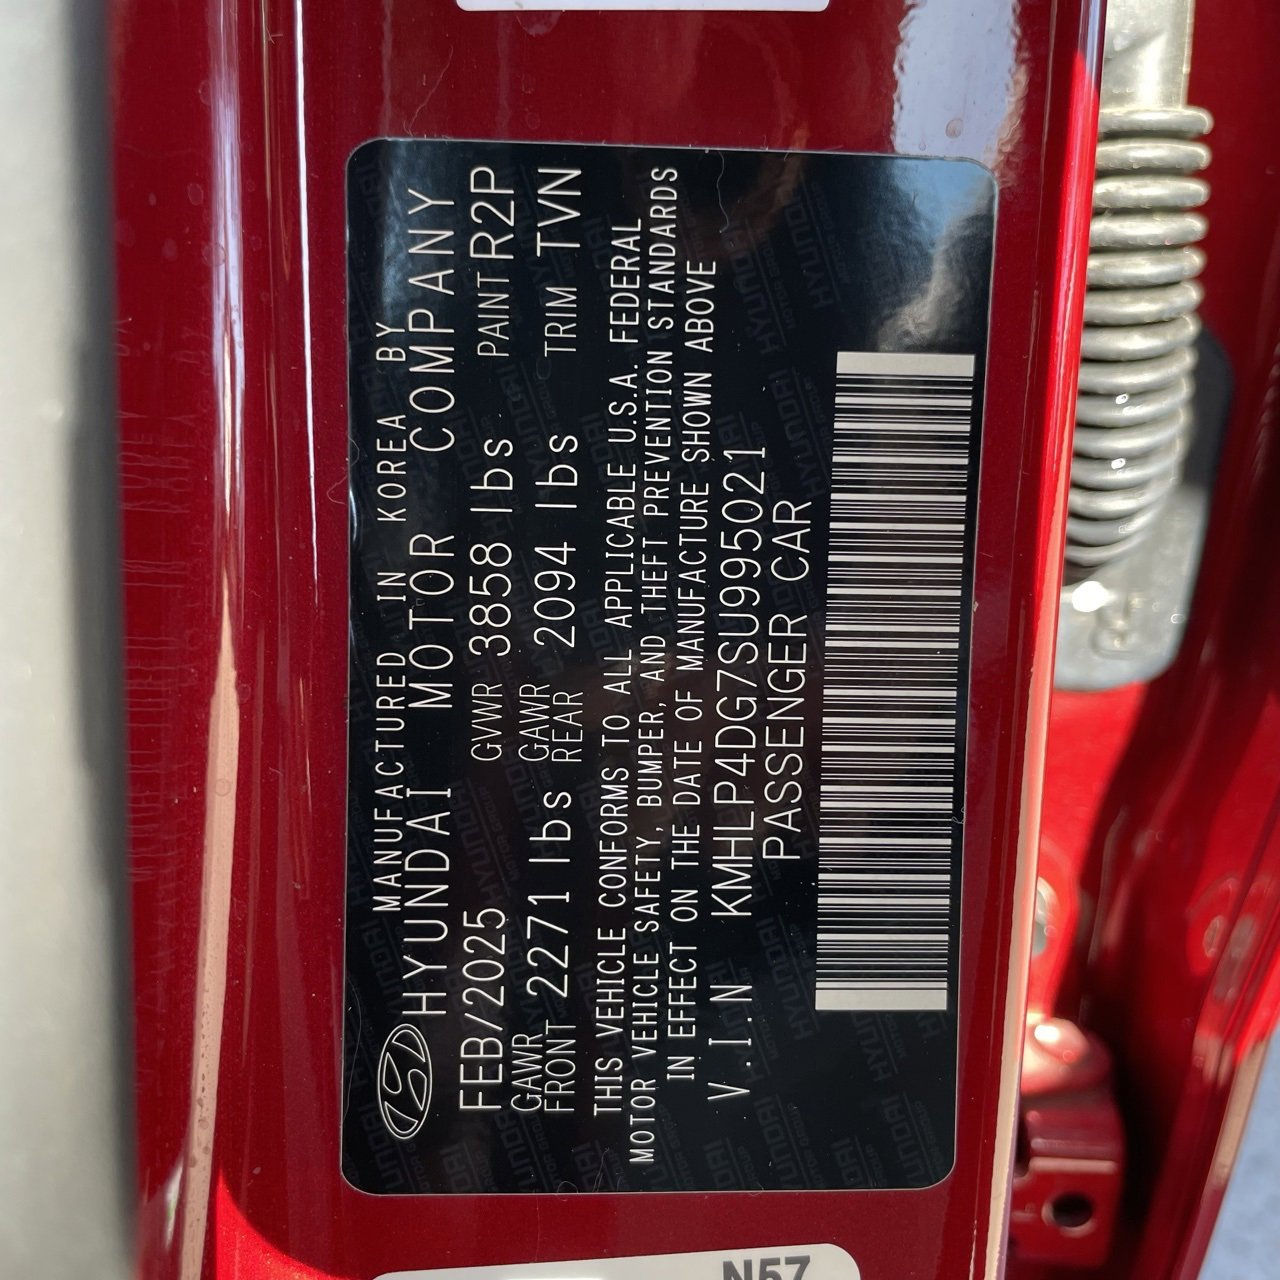 MANUFACTURED IN KOREA BY
HYUNDAI MOTOR COMPANY
FEB/2025 GVWR 3858 lbs PAINT R2P
GAWR FRONT 2271 lbs GAWR REAR 2094 lbs TRIM TVN
THIS VEHICLE CONFORMS TO ALL APPLICABLE U.S.A. FEDERAL
MOTOR VEHICLE SAFETY, BUMPER, AND THEFT PREVENTION STANDARDS
IN EFFECT ON THE DATE OF MANUFACTURE SHOWN ABOVE
V.I.N KMHLP4DG7SU995021
PASSENGER CAR
N57